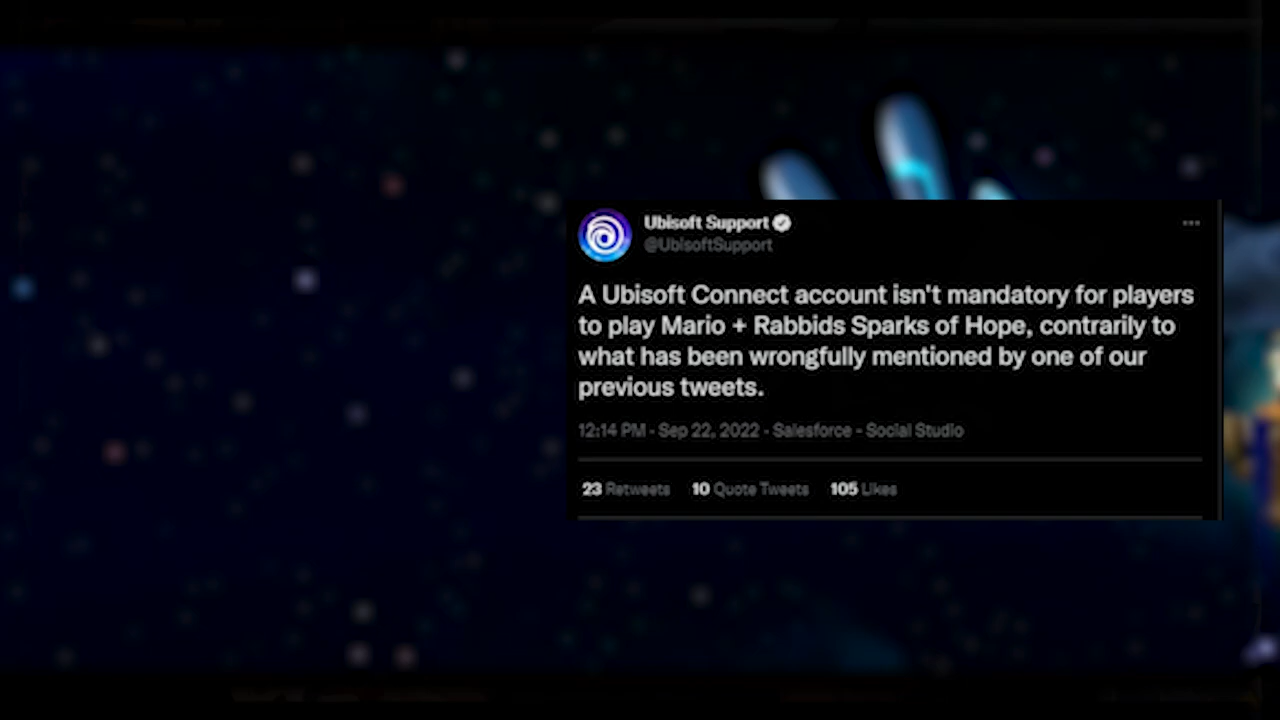 Ubisoft Support
@UbisoftSupport
A Ubisoft Connect account isn't mandatory for players
to play Mario + Rabbids Sparks of Hope, contrarily to
what has been wrongfully mentioned by one of our
previous tweets.
12:14 PM · Sep 22, 2022 · Salesforce - Social Studio
23 Retweets 10 Quote Tweets 105 Likes